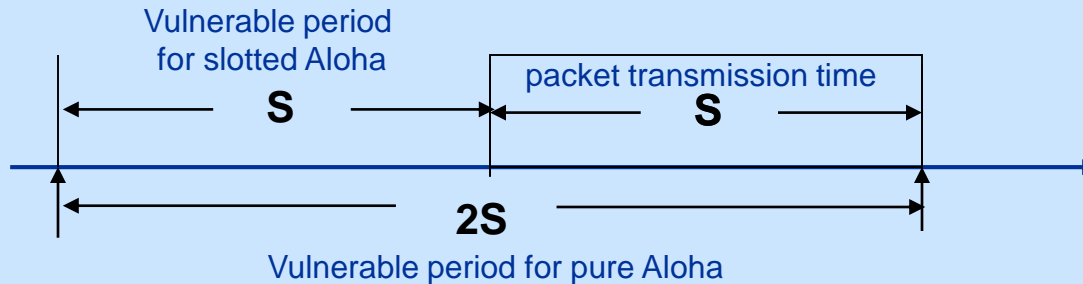 Vulnerable period
for slotted Aloha
packet transmission time
S
S
2S
Vulnerable period for pure Aloha